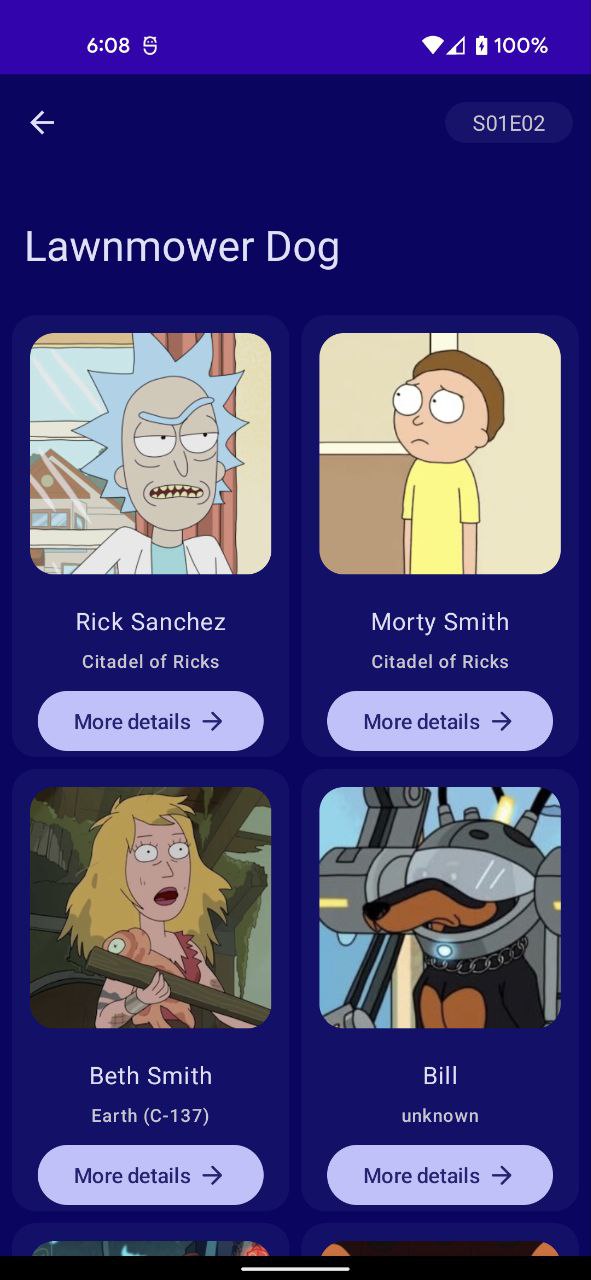 6:08 100%
S01E02
Lawnmower Dog
Rick Sanchez
Citadel of Ricks
More details
Morty Smith
Citadel of Ricks
More details
Beth Smith
Earth (C-137)
More details
Bill
unknown
More details